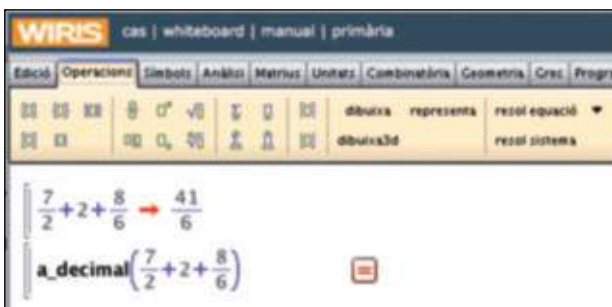 WIRIS cas | whiteboard | manual | primària
Edició Operacions Símbols Anàlisi Matrius Unitats Combinatòria Geometria Grec Progr
dibuixa representa resol equació
dibuixa3d resol sistema
7/2+2+8/6 → 41/6
a_decimal(7/2+2+8/6) =